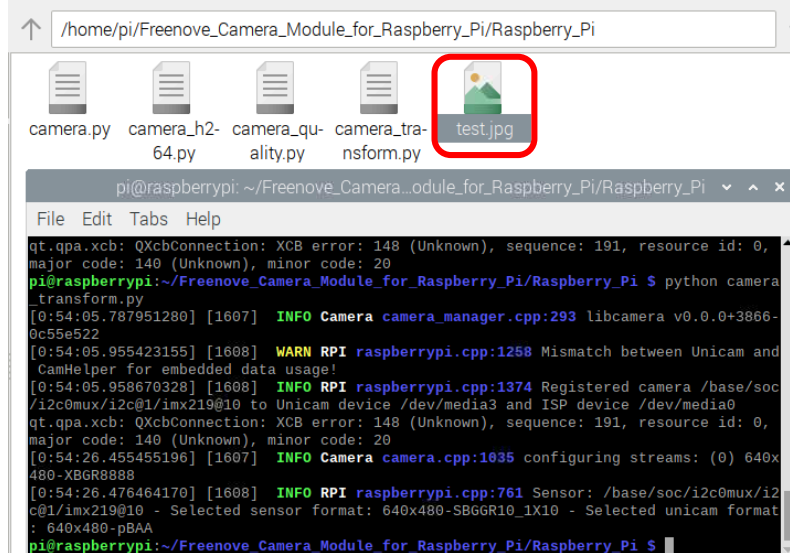 /home/pi/Freenove_Camera_Module_for_Raspberry_Pi/Raspberry_Pi
camera.py camera_h2- camera_qu- camera_tra- test.jpg
64.py ality.py nsform.py
pi@raspberrypi: ~/Freenove_Camera…odule_for_Raspberry_Pi/Raspberry_Pi
File Edit Tabs Help
qt.qpa.xcb: QXcbConnection: XCB error: 148 (Unknown), sequence: 191, resource id: 0,
major code: 140 (Unknown), minor code: 20
pi@raspberrypi:~/Freenove_Camera_Module_for_Raspberry_Pi/Raspberry_Pi $ python camera
_transform.py
[0:54:05.787951280] [1607] INFO Camera camera_manager.cpp:293 libcamera v0.0.0+3866-
0c55e522
[0:54:05.955423155] [1608] WARN RPI raspberrypi.cpp:1258 Mismatch between Unicam and
CamHelper for embedded data usage!
[0:54:05.958670328] [1608] INFO RPI raspberrypi.cpp:1374 Registered camera /base/soc
/i2c0mux/i2c@1/imx219@10 to Unicam device /dev/media3 and ISP device /dev/media0
qt.qpa.xcb: QXcbConnection: XCB error: 148 (Unknown), sequence: 191, resource id: 0,
major code: 140 (Unknown), minor code: 20
[0:54:26.455455196] [1607] INFO Camera camera.cpp:1035 configuring streams: (0) 640x
480-XBGR8888
[0:54:26.476464170] [1608] INFO RPI raspberrypi.cpp:761 Sensor: /base/soc/i2c0mux/i2
c@1/imx219@10 - Selected sensor format: 640x480-SBGGR10_1X10 - Selected unicam format
: 640x480-pBAA
pi@raspberrypi:~/Freenove_Camera_Module_for_Raspberry_Pi/Raspberry_Pi $